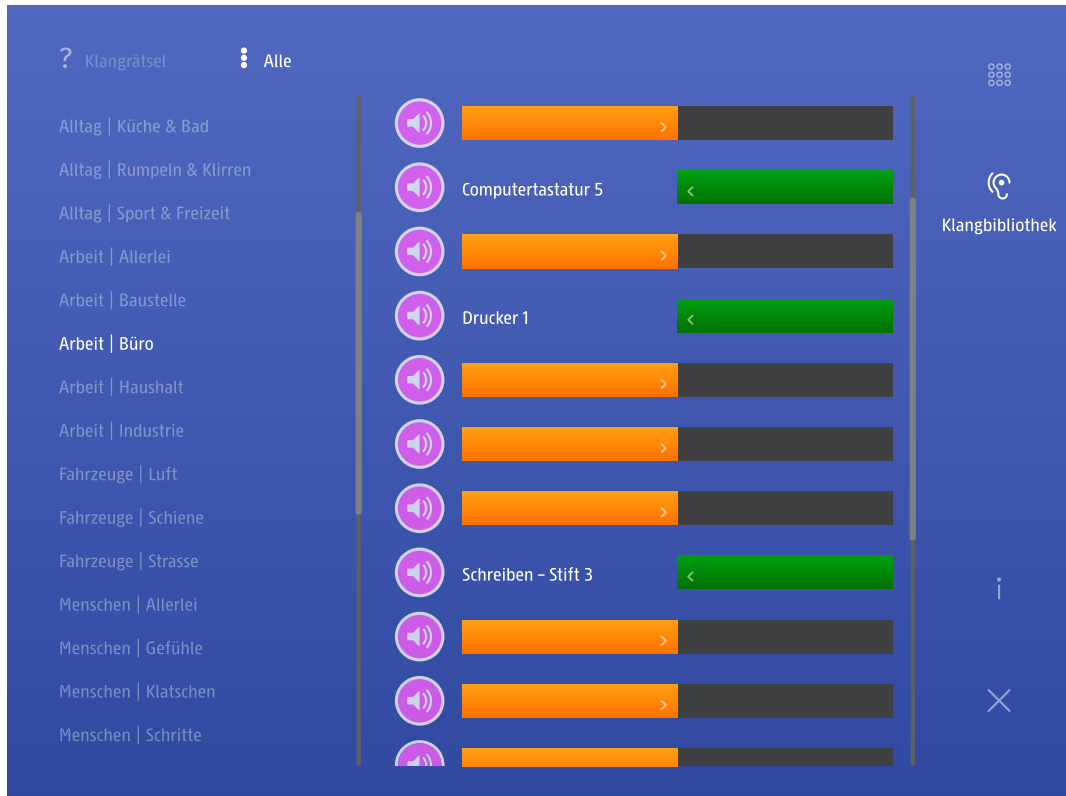 ? Klangrätsel
Alle
Alltag | Küche & Bad
Alltag | Rumpeln & Klirren
Alltag | Sport & Freizeit
Arbeit | Allerlei
Arbeit | Baustelle
Arbeit | Büro
Arbeit | Haushalt
Arbeit | Industrie
Fahrzeuge | Luft
Fahrzeuge | Schiene
Fahrzeuge | Strasse
Menschen | Allerlei
Menschen | Gefühle
Menschen | Klatschen
Menschen | Schritte
Computertastatur 5
Drucker 1
Schreiben – Stift 3
Klangbibliothek
i